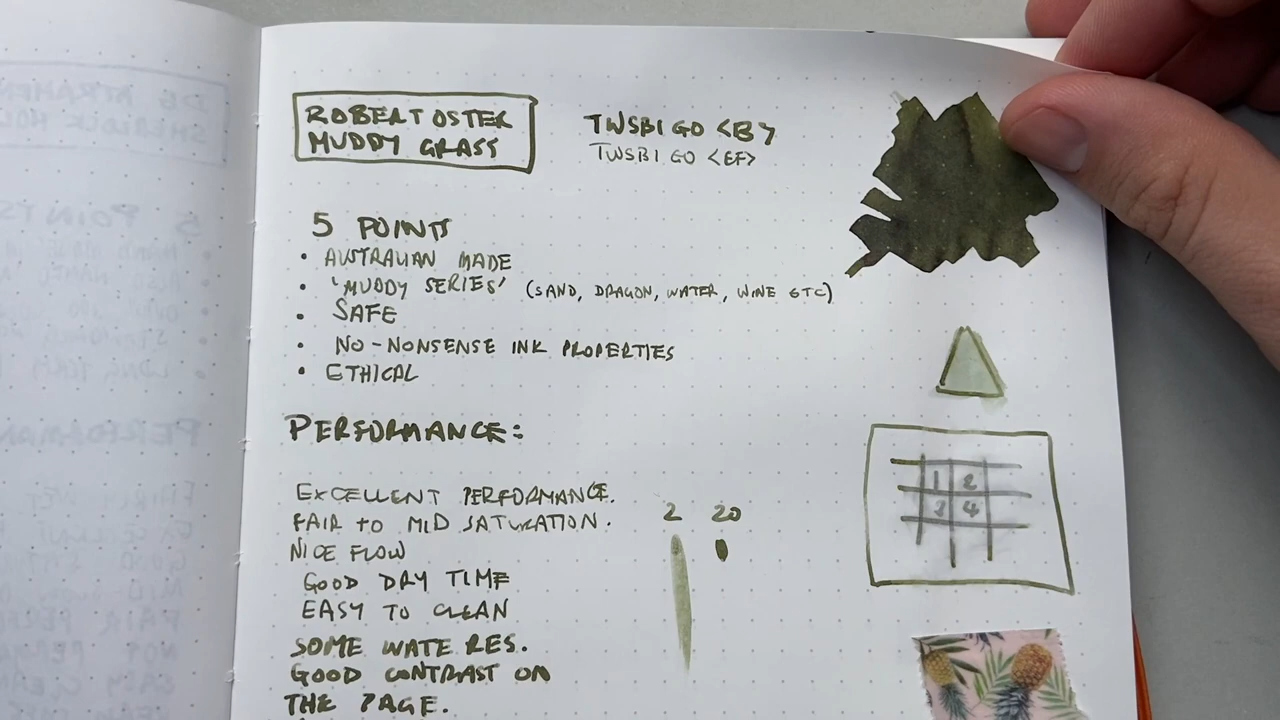 ROBERT OSTER
MUDDY GRASS
TWSBI GO <B>
TWSBI GO <EF>
5 POINTS
• AUSTRALIAN MADE
• 'MUDDY SERIES' (SAND, DRAGON, WATER, WINE ETC)
• SAFE
• NO-NONSENSE INK PROPERTIES
• ETHICAL
PERFORMANCE:
EXCELLENT PERFORMANCE.
FAIR TO MID SATURATION.
NICE FLOW
GOOD DRY TIME
EASY TO CLEAN
SOME WATE RES.
GOOD CONTRAST ON
THE PAGE.
2 20
1 2
3 4